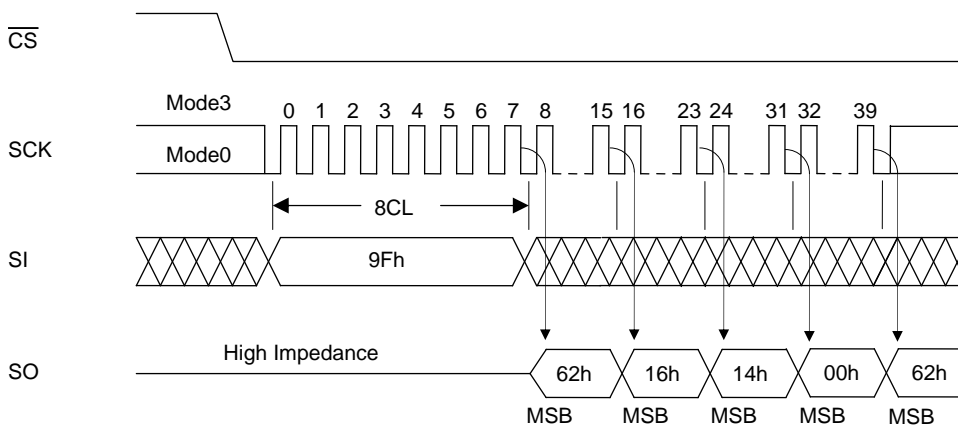 CS
Mode3
0 1 2 3 4 5 6 7 8 15 16 23 24 31 32 39
SCK
Mode0
8CL
SI
9Fh
High Impedance
SO
62h 16h 14h 00h 62h
MSB MSB MSB MSB MSB